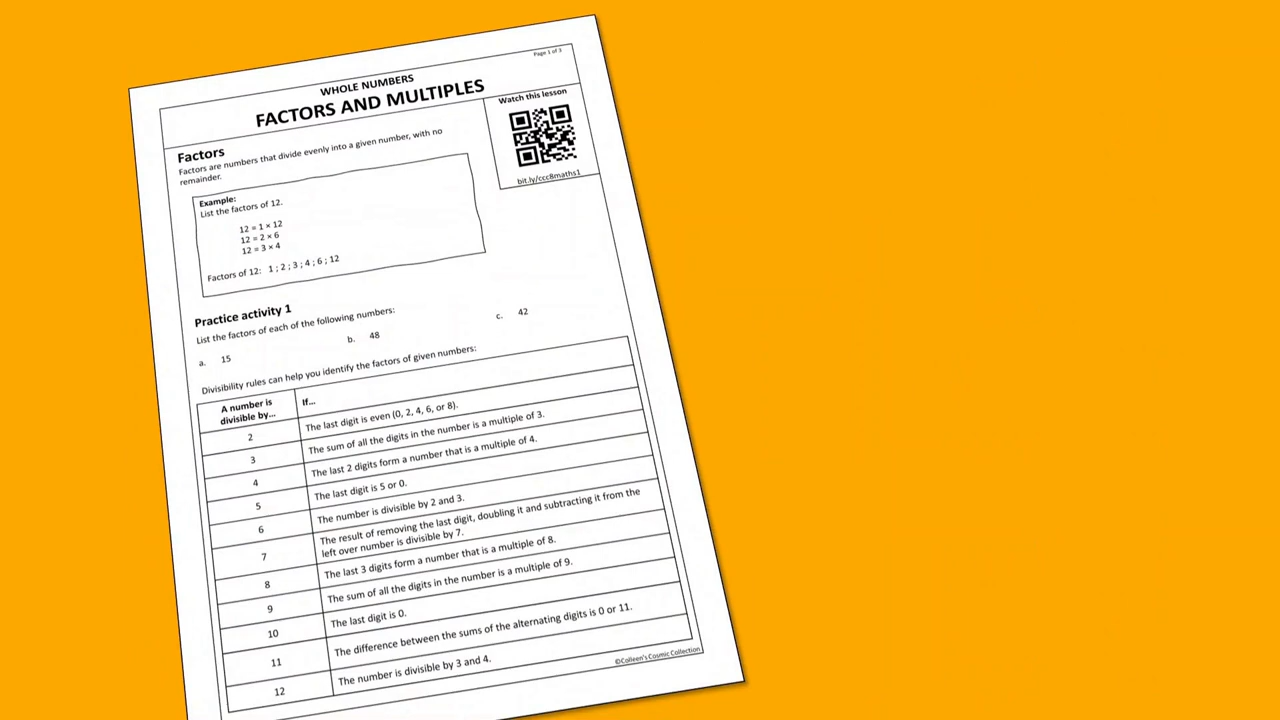 Page 1 of 3
WHOLE NUMBERS
FACTORS AND MULTIPLES
Watch this lesson
bit.ly/ccc8maths1
Factors
Factors are numbers that divide evenly into a given number, with no
remainder.
Example:
List the factors of 12.
12 = 1 × 12
12 = 2 × 6
12 = 3 × 4
Factors of 12: 1 ; 2 ; 3 ; 4 ; 6 ; 12
Practice activity 1
List the factors of each of the following numbers:
a. 15 b. 48 c. 42
Divisibility rules can help you identify the factors of given numbers:
A number is
divisible by...
If...
2 The last digit is even (0, 2, 4, 6, or 8).
3 The sum of all the digits in the number is a multiple of 3.
4 The last 2 digits form a number that is a multiple of 4.
5 The last digit is 5 or 0.
6 The number is divisible by 2 and 3.
7 The result of removing the last digit, doubling it and subtracting it from the
left over number is divisible by 7.
8 The last 3 digits form a number that is a multiple of 8.
9 The sum of all the digits in the number is a multiple of 9.
10 The last digit is 0.
11 The difference between the sums of the alternating digits is 0 or 11.
12 The number is divisible by 3 and 4.
©Colleen's Cosmic Collection